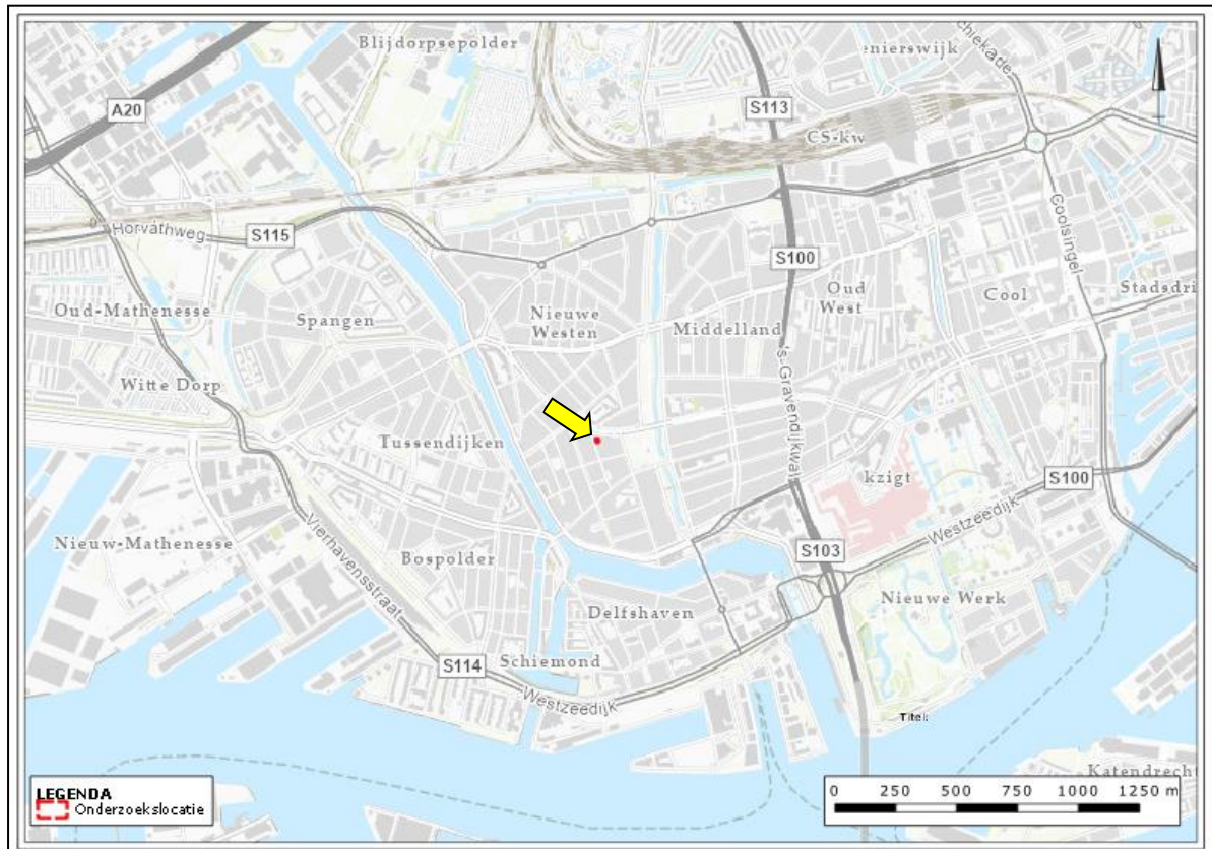 Blijdorpsepolder
enierswijk
chiekade
A20
S113
CS-kw
Horvathweg
S115
S100
Coolsingel
Oud-Mathenesse
Spangen
Nieuwe
Westen
Middelland
Oud
West
Cool
Stadsdri
Witte Dorp
's-Gravendijkwal
Tussendijken
kzigt
S100
Westzeedijk
Nieuw-Mathenesse
Vierhavensstraat
Bospolder
S103
Delfshaven
Nieuwe Werk
S114
Schiemond
Westzeedijk
Titel:
Katendrecht
LEGENDA
Onderzoekslocatie
0 250 500 750 1000 1250 m